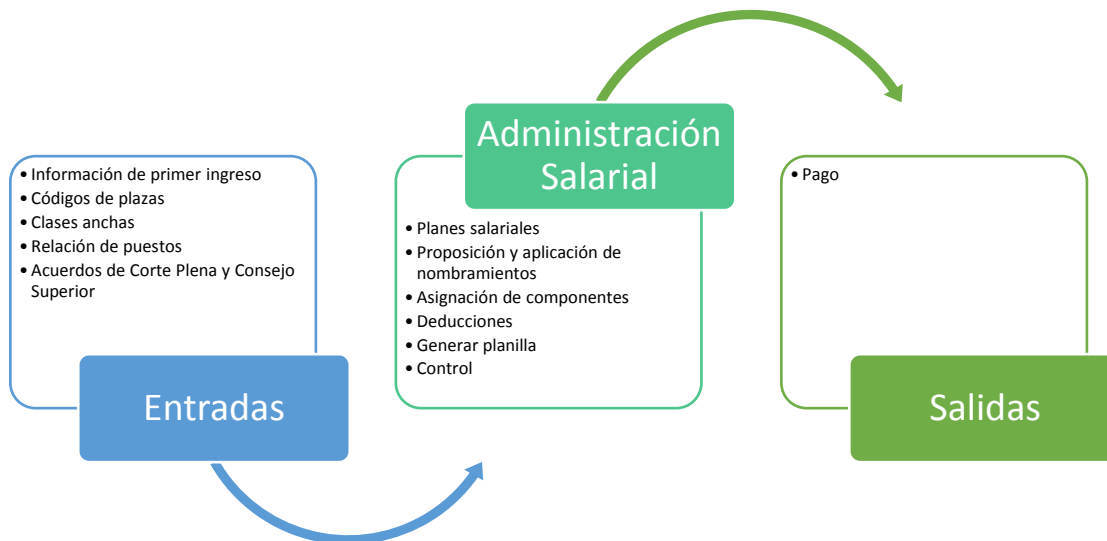 • Información de primer ingreso
• Códigos de plazas
• Clases anchas
• Relación de puestos
• Acuerdos de Corte Plena y Consejo
Superior
Entradas
Administración
Salarial
• Planes salariales
• Proposición y aplicación de
nombramientos
• Asignación de componentes
• Deducciones
• Generar planilla
• Control
• Pago
Salidas